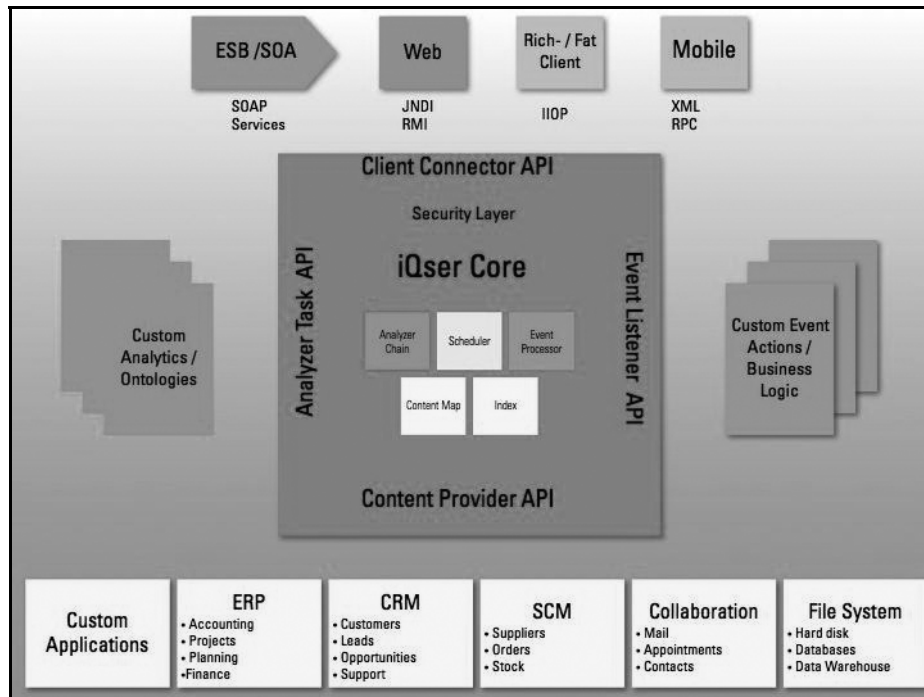 ESB /SOA
Web
Rich- / Fat
Client
Mobile
SOAP
Services
JNDI
RMI
IIOP
XML
RPC
Client Connector API
Security Layer
iQser Core
Analyzer Task API
Event Listener API
Analyzer
Chain
Scheduler
Event
Processor
Content Map
Index
Content Provider API
Custom
Analytics /
Ontologies
Custom Event
Actions /
Business
Logic
Custom
Applications
ERP
• Accounting
• Projects
• Planning
•Finance
CRM
• Customers
• Leads
• Opportunities
• Support
SCM
• Suppliers
• Orders
• Stock
Collaboration
• Mail
• Appointments
• Contacts
File System
• Hard disk
• Databases
• Data Warehouse